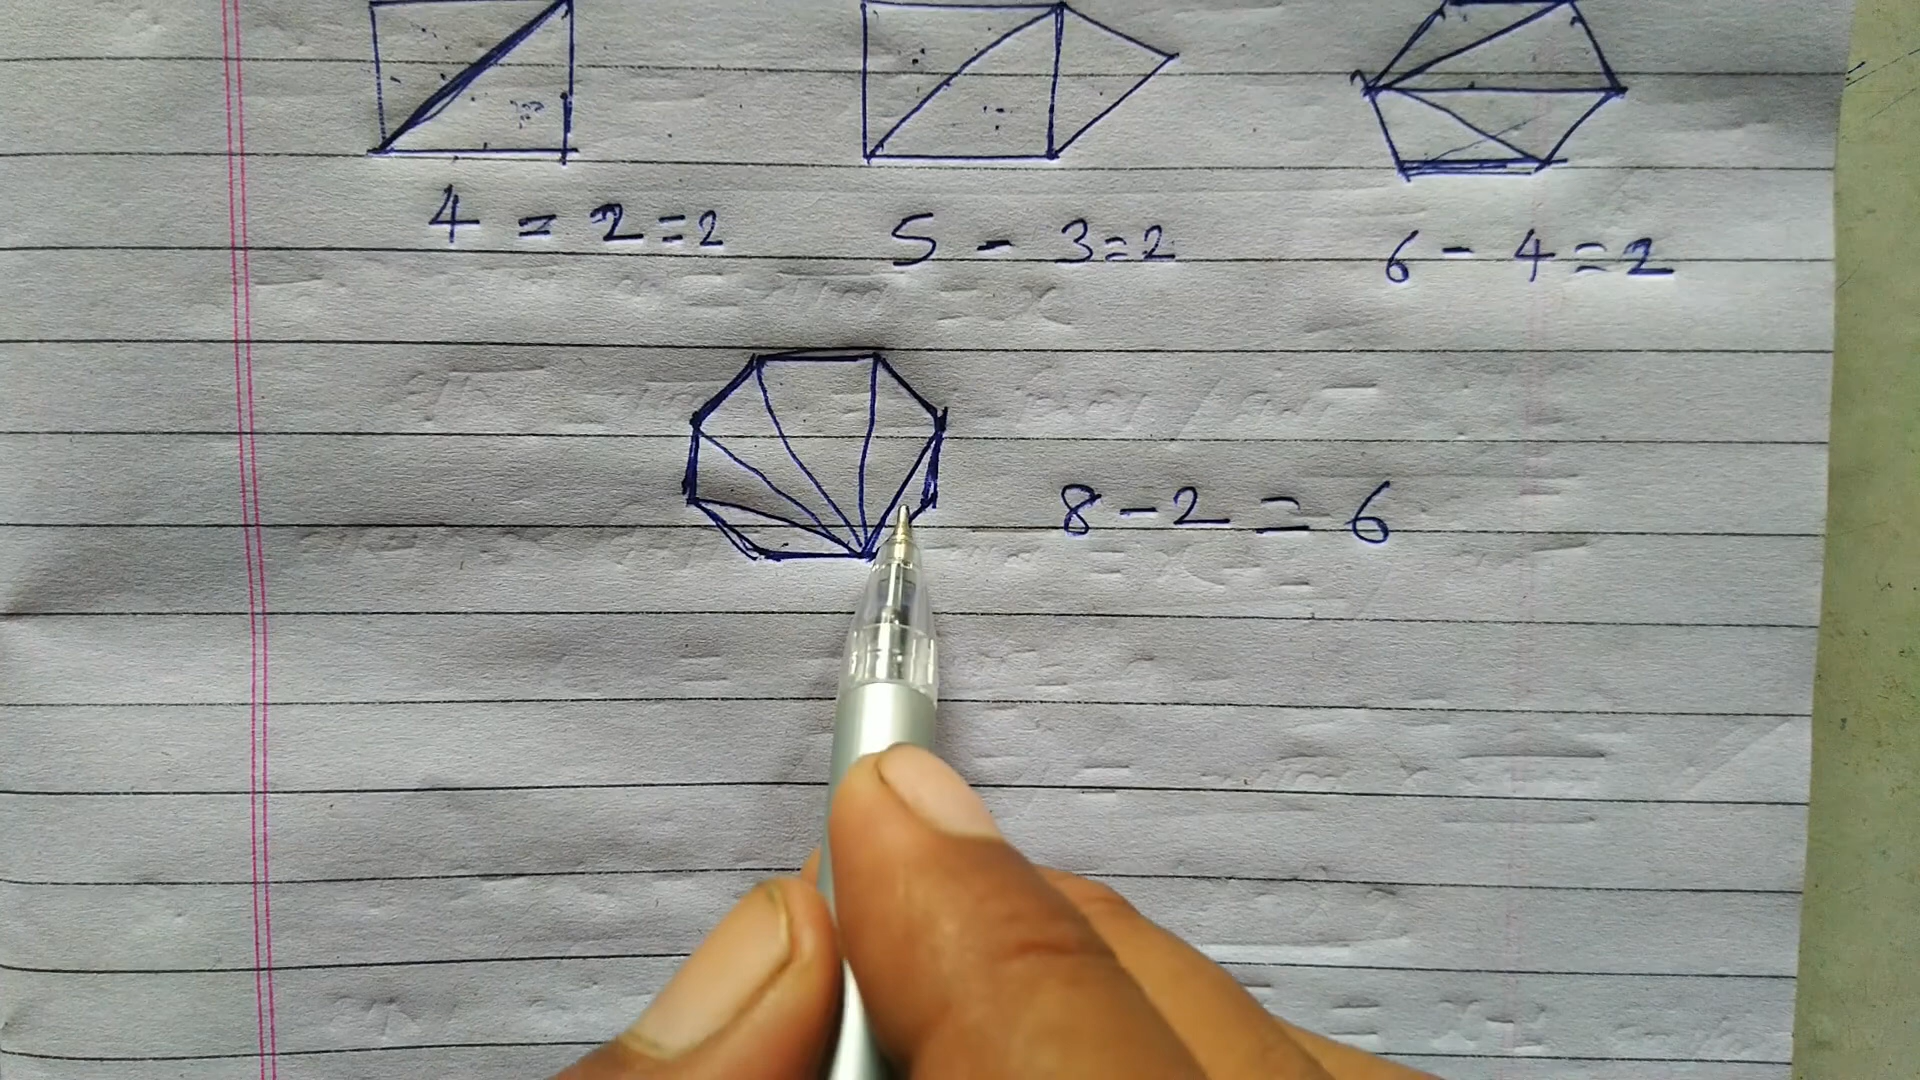 4 = 2=2
5 - 3=2
6 - 4=2
8-2=6